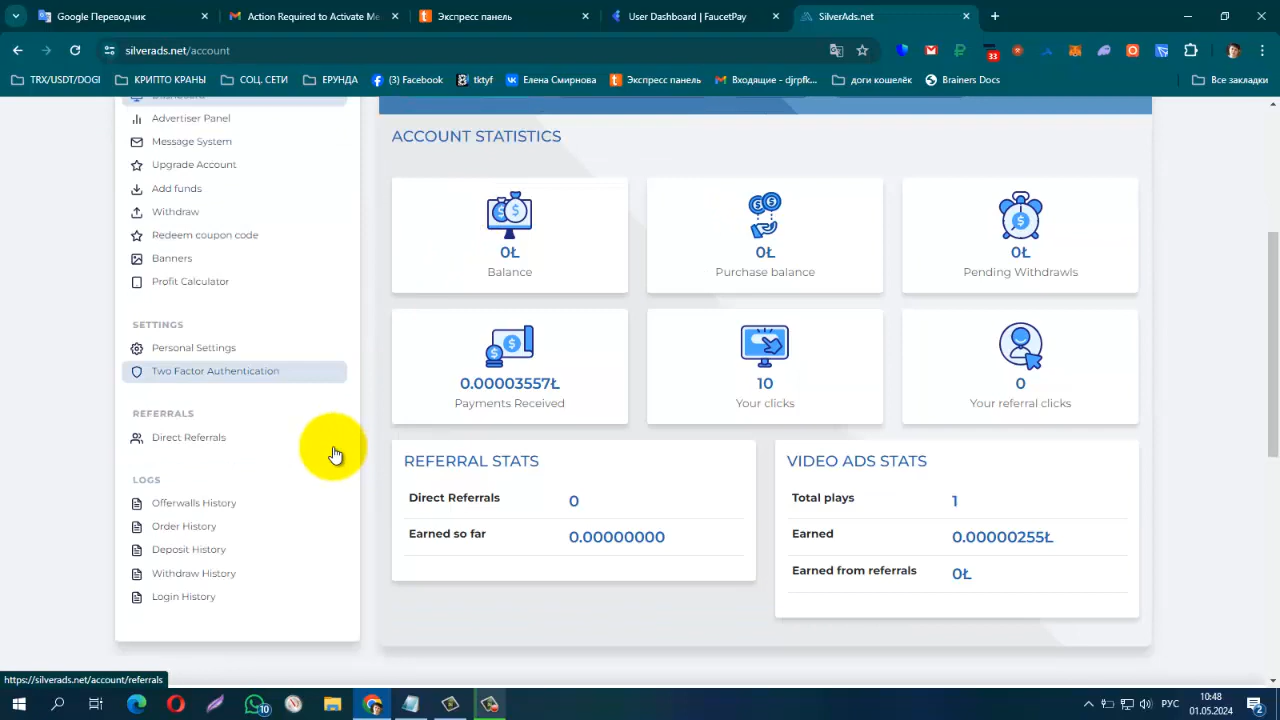 Google Переводчик
Action Required to Activate Me
Экспресс панель
User Dashboard | FaucetPay
SilverAds.net
silverads.net/account
33
TRX/USDT/DOGI
КРИПТО КРАНЫ
СОЦ. СЕТИ
ЕРУНДА
(3) Facebook
tktyf
Елена Смирнова
Экспресс панель
Входящие - djrpfk...
доги кошелёк
Brainers Docs
Все закладки
Dashboard
Advertiser Panel
Message System
Upgrade Account
Add funds
Withdraw
Redeem coupon code
Banners
Profit Calculator
SETTINGS
Personal Settings
Two Factor Authentication
REFERRALS
Direct Referrals
LOGS
Offerwalls History
Order History
Deposit History
Withdraw History
Login History
ACCOUNT STATISTICS
0Ł
Balance
0Ł
Purchase balance
0Ł
Pending Withdrawls
0.00003557Ł
Payments Received
10
Your clicks
0
Your referral clicks
REFERRAL STATS
Direct Referrals 0
Earned so far 0.00000000
VIDEO ADS STATS
Total plays 1
Earned 0.00000255Ł
Earned from referrals 0Ł
https://silverads.net/account/referrals
10
РУС
10:48
01.05.2024
2